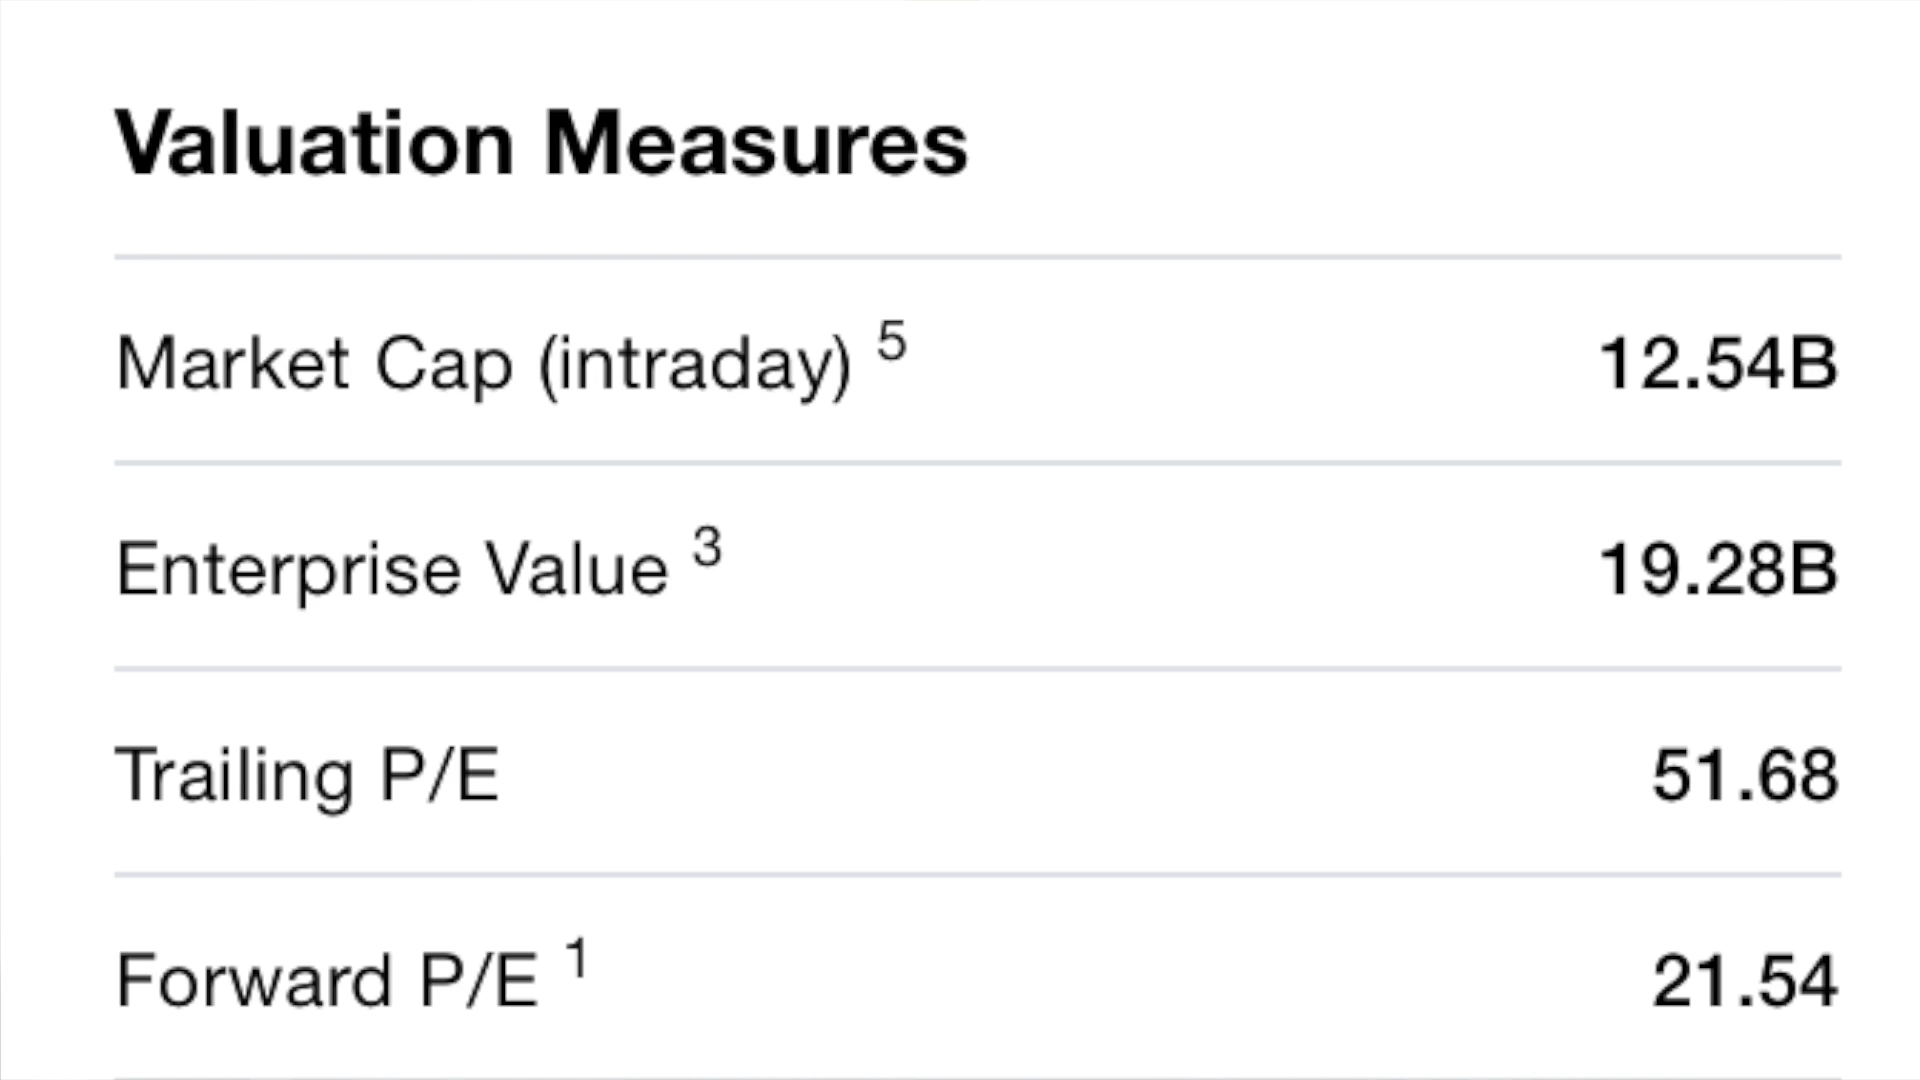 Valuation Measures
Market Cap (intraday) 5 12.54B
Enterprise Value 3 19.28B
Trailing P/E 51.68
Forward P/E 1 21.54